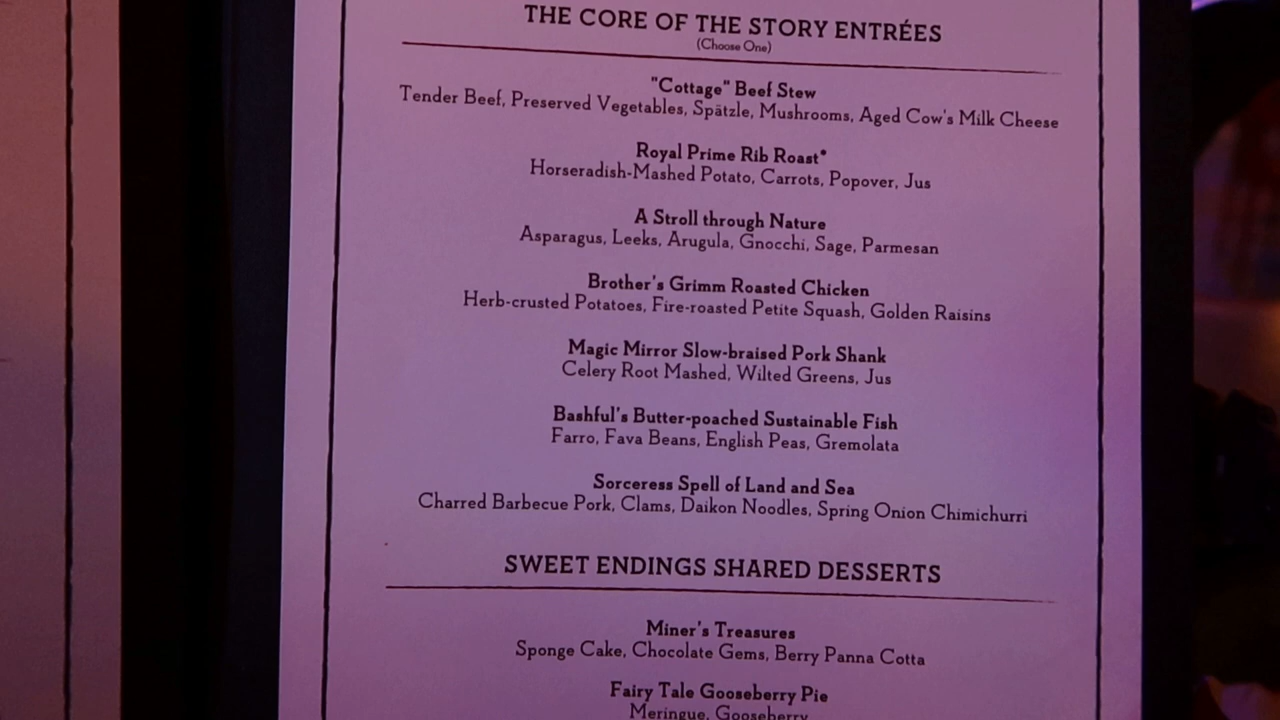 THE CORE OF THE STORY ENTRÉES
(Choose One)
"Cottage" Beef Stew
Tender Beef, Preserved Vegetables, Spätzle, Mushrooms, Aged Cow's Milk Cheese
Royal Prime Rib Roast*
Horseradish-Mashed Potato, Carrots, Popover, Jus
A Stroll through Nature
Asparagus, Leeks, Arugula, Gnocchi, Sage, Parmesan
Brother's Grimm Roasted Chicken
Herb-crusted Potatoes, Fire-roasted Petite Squash, Golden Raisins
Magic Mirror Slow-braised Pork Shank
Celery Root Mashed, Wilted Greens, Jus
Bashful's Butter-poached Sustainable Fish
Farro, Fava Beans, English Peas, Gremolata
Sorceress Spell of Land and Sea
Charred Barbecue Pork, Clams, Daikon Noodles, Spring Onion Chimichurri
SWEET ENDINGS SHARED DESSERTS
Miner's Treasures
Sponge Cake, Chocolate Gems, Berry Panna Cotta
Fairy Tale Gooseberry Pie
Meringue, Gooseberry